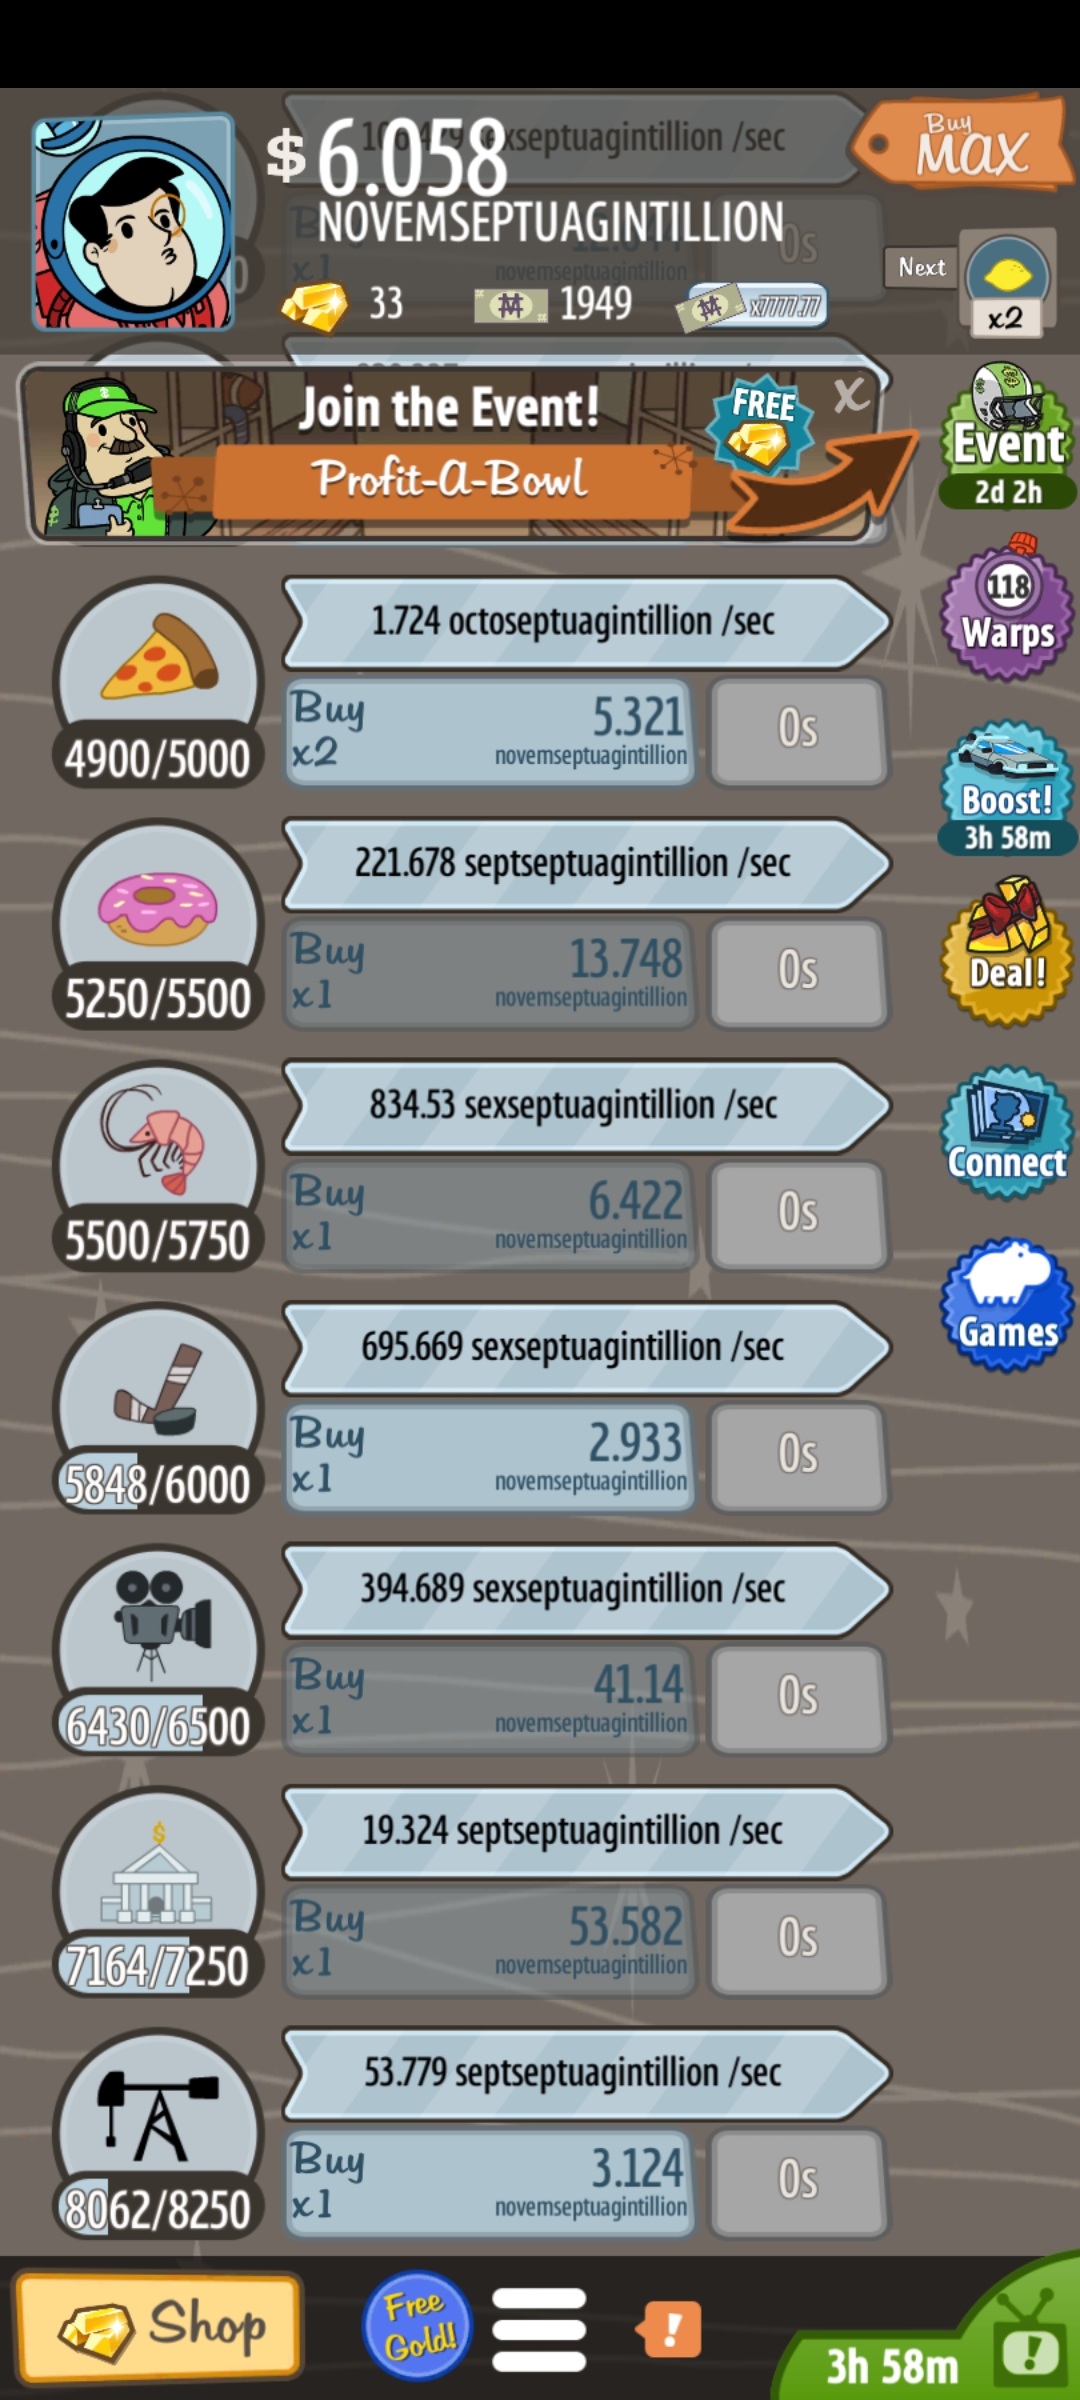 $ 6.058
NOVEMSEPTUAGINTILLION
Buy
MAX
33
1949
x7777.77
Next
x2
Join the Event!
Profit-A-Bowl
FREE
X
Event
2d 2h
118
Warps
Boost!
3h 58m
Deal!
Connect
Games
1.724 octoseptuagintillion /sec
Buy
x2
5.321
novemseptuagintillion
0s
4900/5000
221.678 septseptuagintillion /sec
Buy
x1
13.748
novemseptuagintillion
0s
5250/5500
834.53 sexseptuagintillion /sec
Buy
x1
6.422
novemseptuagintillion
0s
5500/5750
695.669 sexseptuagintillion /sec
Buy
x1
2.933
novemseptuagintillion
0s
5848/6000
394.689 sexseptuagintillion /sec
Buy
x1
41.14
novemseptuagintillion
0s
6430/6500
19.324 septseptuagintillion /sec
Buy
x1
53.582
novemseptuagintillion
0s
7164/7250
53.779 septseptuagintillion /sec
Buy
x1
3.124
novemseptuagintillion
0s
8062/8250
Shop
Free
Gold!
!
3h 58m
!